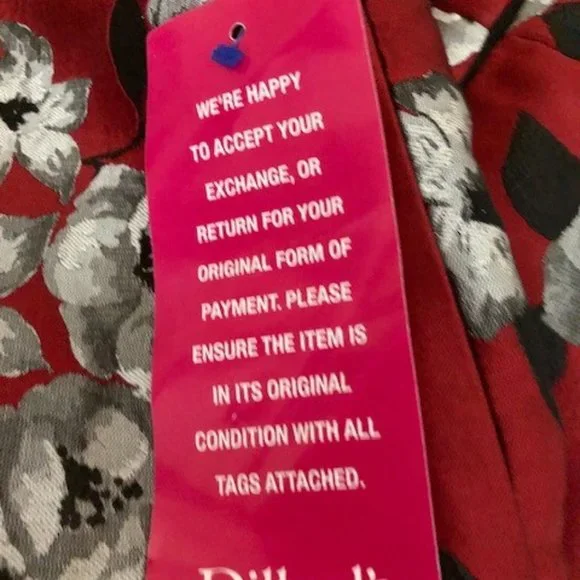 WE'RE HAPPY
TO ACCEPT YOUR
EXCHANGE, OR
RETURN FOR YOUR
ORIGINAL FORM OF
PAYMENT. PLEASE
ENSURE THE ITEM IS
IN ITS ORIGINAL
CONDITION WITH ALL
TAGS ATTACHED.
Dillard's